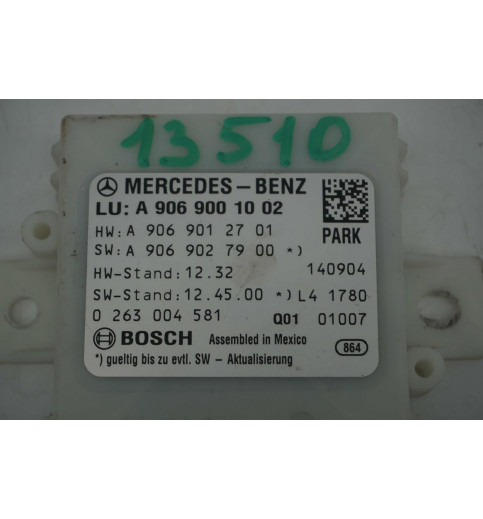 13510
MERCEDES-BENZ
LU: A 906 900 10 02
HW: A 906 901 27 01
PARK
SW: A 906 902 79 00 *)
HW-Stand: 12.32 140904
SW-Stand: 12.45.00 *) L4 1780
0 263 004 581 Q01 01007
BOSCH Assembled in Mexico
*) gueltig bis zu evtl. SW - Aktualisierung 864